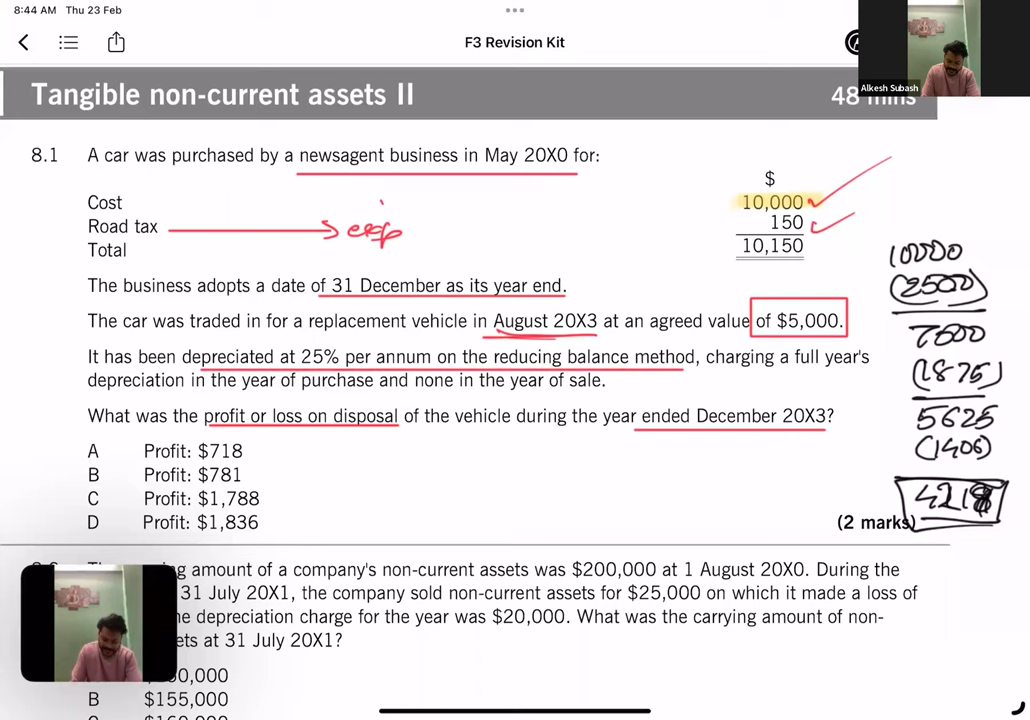 8:44 AM Thu 23 Feb
F3 Revision Kit
Alkesh Subash
Tangible non-current assets II
48 mins
8.1 A car was purchased by a newsagent business in May 20X0 for:
$
Cost 10,000
Road tax exp 150
Total 10,150
The business adopts a date of 31 December as its year end.
The car was traded in for a replacement vehicle in August 20X3 at an agreed value of $5,000.
It has been depreciated at 25% per annum on the reducing balance method, charging a full year's
depreciation in the year of purchase and none in the year of sale.
What was the profit or loss on disposal of the vehicle during the year ended December 20X3?
A Profit: $718
B Profit: $781
C Profit: $1,788
D Profit: $1,836
(2 marks)
10000
(2500)
7500
(1875)
5625
(1406)
4218
g amount of a company's non-current assets was $200,000 at 1 August 20X0. During the
31 July 20X1, the company sold non-current assets for $25,000 on which it made a loss of
e depreciation charge for the year was $20,000. What was the carrying amount of non-
ets at 31 July 20X1?
0,000
B $155,000